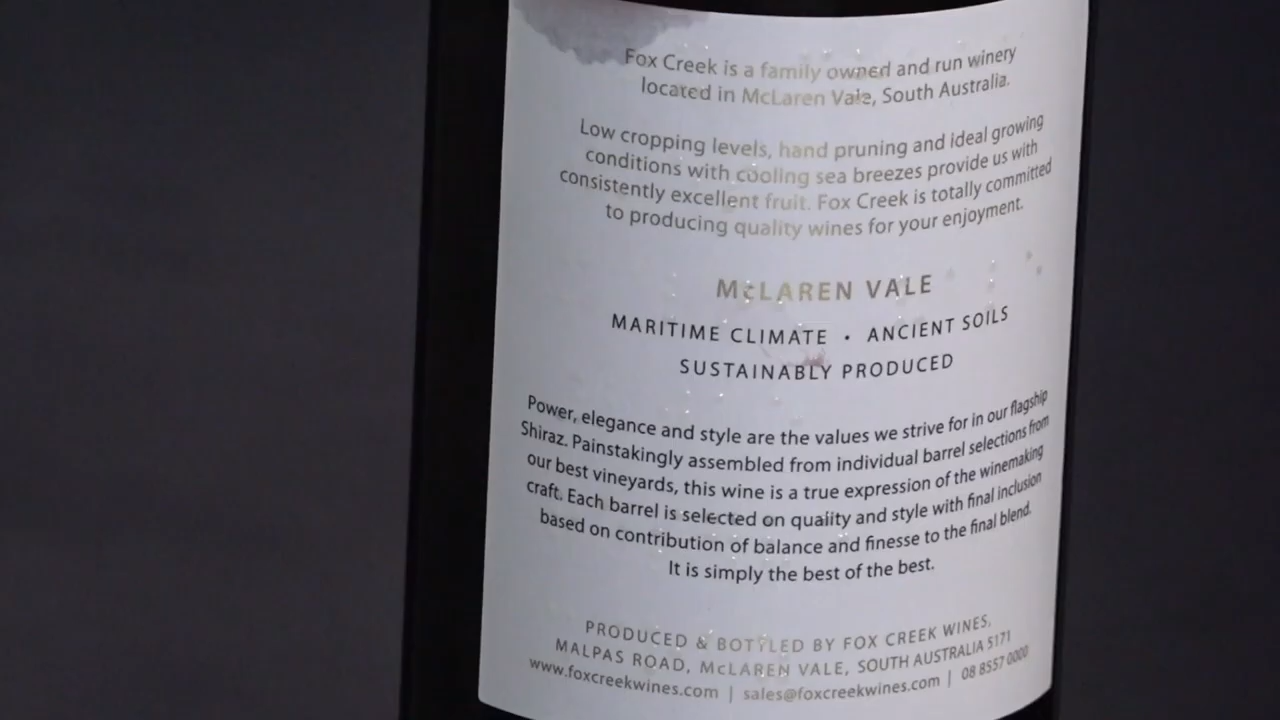 Fox Creek is a family owned and run winery
located in McLaren Vale, South Australia.
Low cropping levels, hand pruning and ideal growing
conditions with cooling sea breezes provide us with
consistently excellent fruit. Fox Creek is totally committed
to producing quality wines for your enjoyment.
McLAREN VALE
MARITIME CLIMATE • ANCIENT SOILS
SUSTAINABLY PRODUCED
Power, elegance and style are the values we strive for in our flagship
Shiraz. Painstakingly assembled from individual barrel selections from
our best vineyards, this wine is a true expression of the winemaking
craft. Each barrel is selected on quality and style with final inclusion
based on contribution of balance and finesse to the final blend.
It is simply the best of the best.
PRODUCED & BOTTLED BY FOX CREEK WINES,
MALPAS ROAD, McLAREN VALE, SOUTH AUSTRALIA 5171
www.foxcreekwines.com | sales@foxcreekwines.com | 08 8557 0000